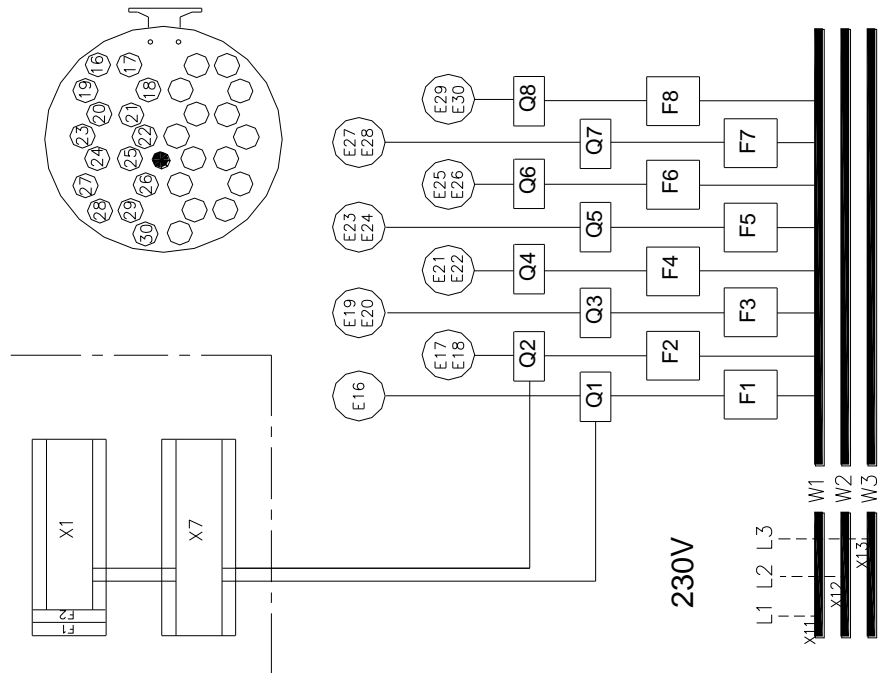 16
17
19
18
20
21
23
22
24
25
27
26
28
29
30
E29
E30
Q8
F8
E27
E28
Q7
F7
E25
E26
Q6
F6
E23
E24
Q5
F5
E21
E22
Q4
F4
E19
E20
Q3
F3
E17
E18
Q2
F2
E16
Q1
F1
X1
F2
F1
X7
230V
W1
W2
W3
L1
L2
L3
X11
X12
X13